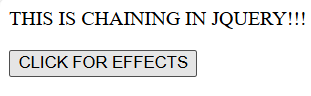 THIS IS CHAINING IN JQUERY!!!
CLICK FOR EFFECTS